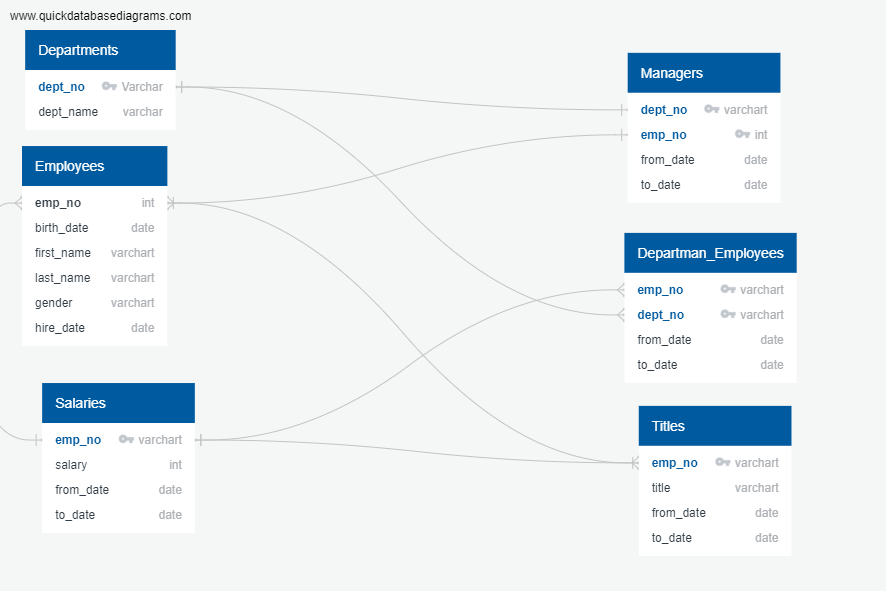 www.quickdatabasediagrams.com
Departments
dept_no Varchar
dept_name varchar
Employees
emp_no int
birth_date date
first_name varchart
last_name varchart
gender varchart
hire_date date
Salaries
emp_no varchart
salary int
from_date date
to_date date
Managers
dept_no varchart
emp_no int
from_date date
to_date date
Departman_Employees
emp_no varchart
dept_no varchart
from_date date
to_date date
Titles
emp_no varchart
title varchart
from_date date
to_date date